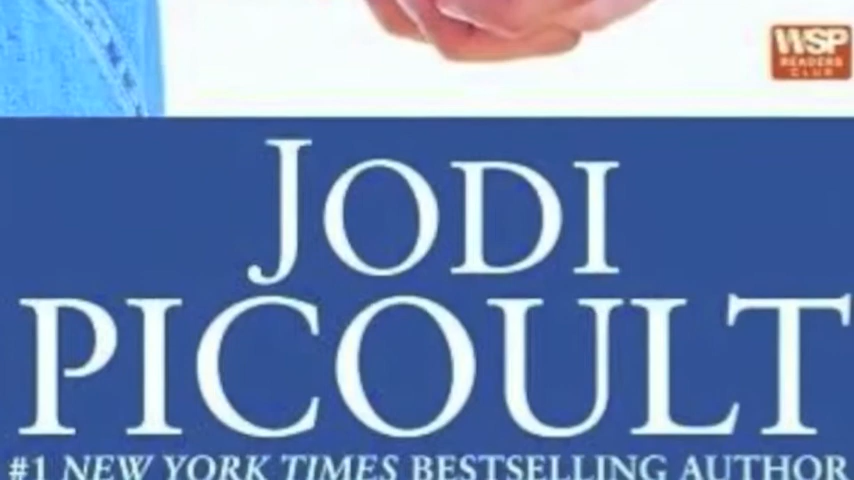 WSP
READERS
CLUB
JODI
PICOULT
#1 NEW YORK TIMES BESTSELLING AUTHOR